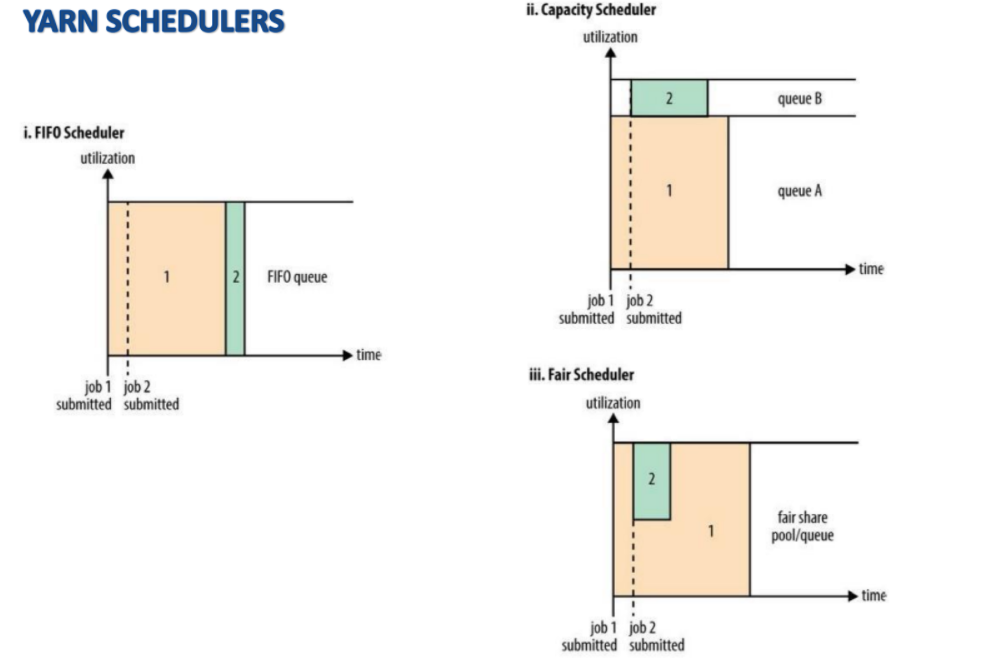 YARN SCHEDULERS
i. FIFO Scheduler
utilization
1
2
FIFO queue
time
job 1 job 2
submitted submitted
ii. Capacity Scheduler
utilization
2
queue B
1
queue A
time
job 1 job 2
submitted submitted
iii. Fair Scheduler
utilization
2
1
fair share
pool/queue
time
job 1 job 2
submitted submitted